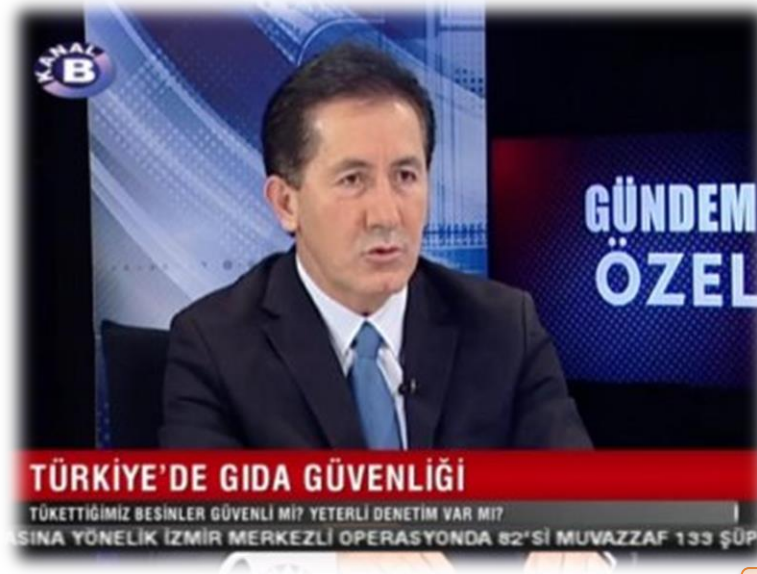 KANAL B
GÜNDEM
ÖZEL
TÜRKİYE'DE GIDA GÜVENLİĞİ
TÜKETTİĞİMİZ BESİNLER GÜVENLİ Mİ? YETERLİ DENETİM VAR MI?
ASINA YÖNELİK İZMİR MERKEZLİ OPERASYONDA 82'Sİ MUVAZZAF 133 ŞÜP